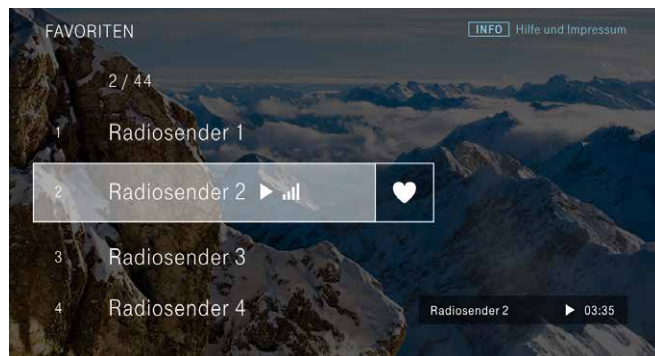 FAVORITEN
INFO Hilfe und Impressum
2 / 44
1 Radiosender 1
2 Radiosender 2
3 Radiosender 3
4 Radiosender 4
Radiosender 2 03:35